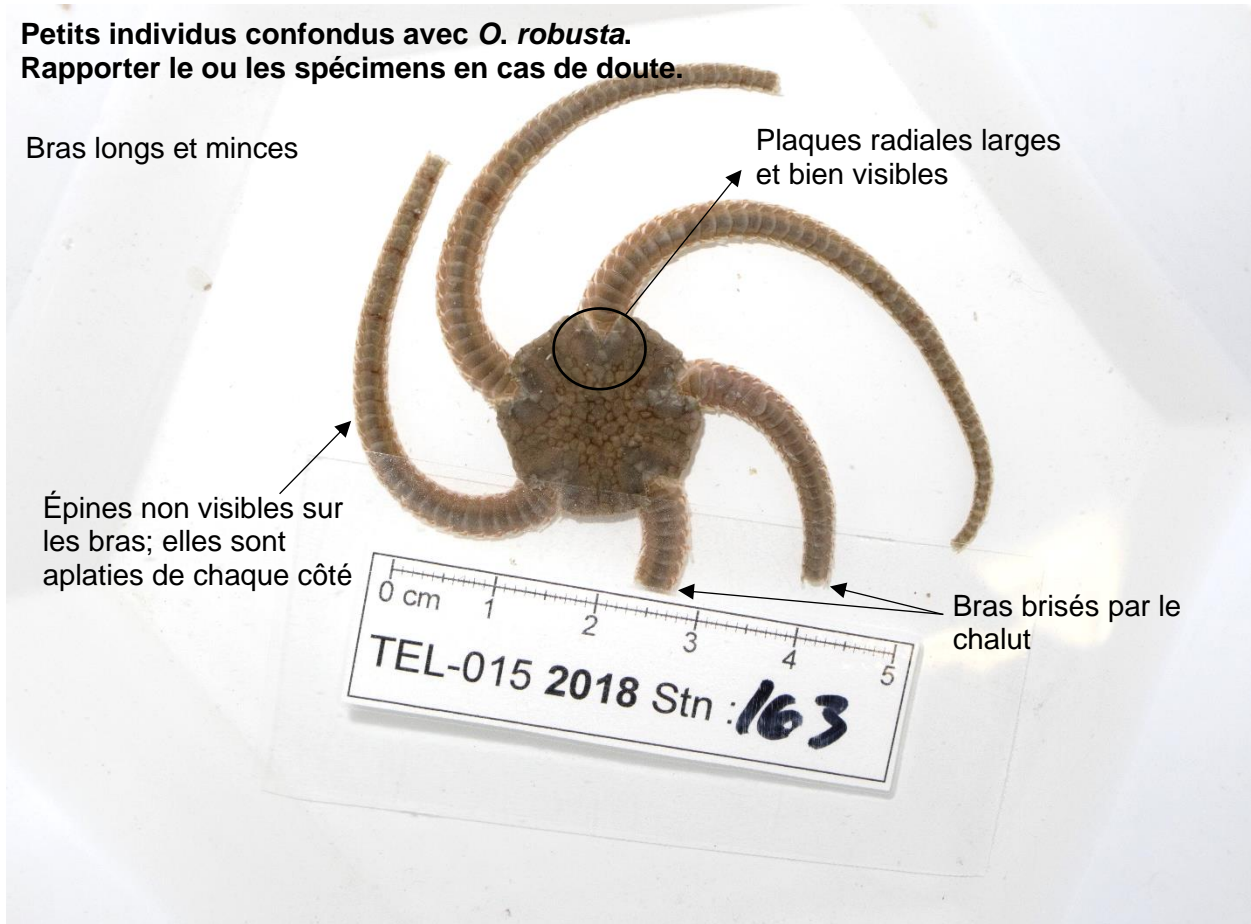 Petits individus confondus avec O. robusta.
Rapporter le ou les spécimens en cas de doute.
Bras longs et minces
Plaques radiales larges
et bien visibles
Épines non visibles sur
les bras; elles sont
aplaties de chaque côté
Bras brisés par le
chalut
0 cm 1 2 3 4 5
TEL-015 2018 Stn : 163